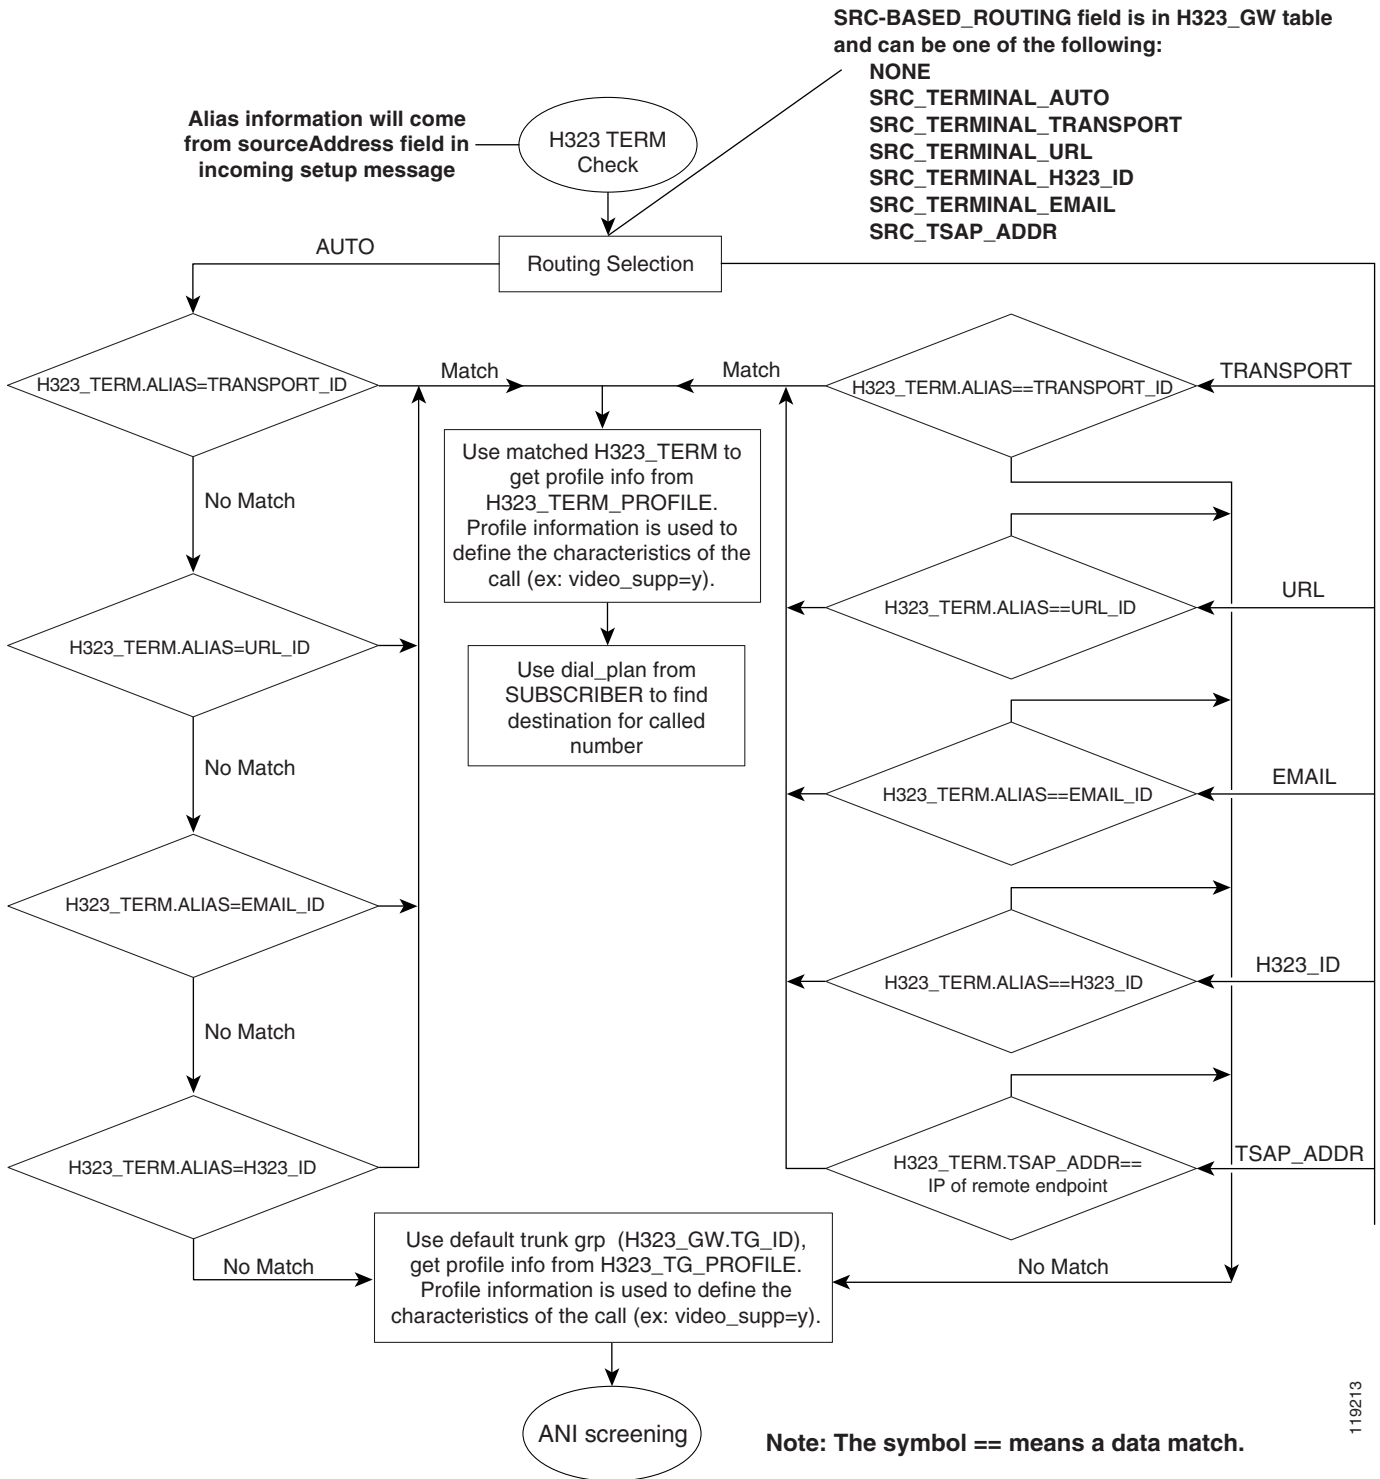 SRC-BASED_ROUTING field is in H323_GW table
and can be one of the following:
NONE
SRC_TERMINAL_AUTO
SRC_TERMINAL_TRANSPORT
SRC_TERMINAL_URL
SRC_TERMINAL_H323_ID
SRC_TERMINAL_EMAIL
SRC_TSAP_ADDR
Alias information will come
from sourceAddress field in
incoming setup message
H323 TERM
Check
AUTO
Routing Selection
H323_TERM.ALIAS=TRANSPORT_ID
Match
Match
H323_TERM.ALIAS==TRANSPORT_ID
TRANSPORT
Use matched H323_TERM to
get profile info from
H323_TERM_PROFILE.
Profile information is used to
define the characteristics of the
call (ex: video_supp=y).
No Match
H323_TERM.ALIAS=URL_ID
H323_TERM.ALIAS==URL_ID
URL
Use dial_plan from
SUBSCRIBER to find
destination for called
number
No Match
H323_TERM.ALIAS==EMAIL_ID
EMAIL
H323_TERM.ALIAS=EMAIL_ID
H323_TERM.ALIAS==H323_ID
H323_ID
No Match
H323_TERM.ALIAS=H323_ID
H323_TERM.TSAP_ADDR==
IP of remote endpoint
TSAP_ADDR
No Match
Use default trunk grp (H323_GW.TG_ID),
get profile info from H323_TG_PROFILE.
Profile information is used to define the
characteristics of the call (ex: video_supp=y).
No Match
ANI screening
Note: The symbol == means a data match.
119213